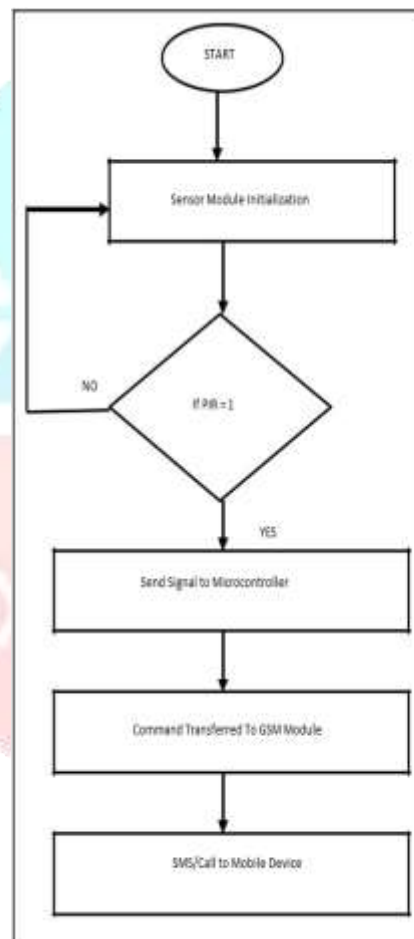 START
Sensor Module Initialization
If PIR = 1
NO
YES
Send Signal to Microcontroller
Command Transferred To GSM Module
SMS/Call to Mobile Device